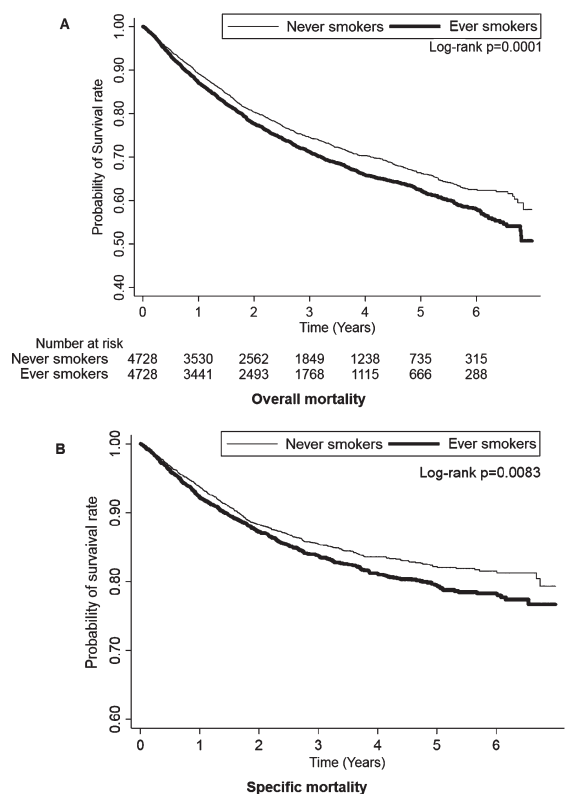 A
Never smokers Ever smokers
Log-rank p=0.0001
Probability of Survival rate
1.00
0.90
0.80
0.70
0.60
0.50
0.40
0 1 2 3 4 5 6
Time (Years)
Number at risk
Never smokers 4728 3530 2562 1849 1238 735 315
Ever smokers 4728 3441 2493 1768 1115 666 288
Overall mortality
B
Never smokers Ever smokers
Log-rank p=0.0083
Probability of survaival rate
1.00
0.90
0.80
0.70
0.60
0 1 2 3 4 5 6
Time (Years)
Specific mortality